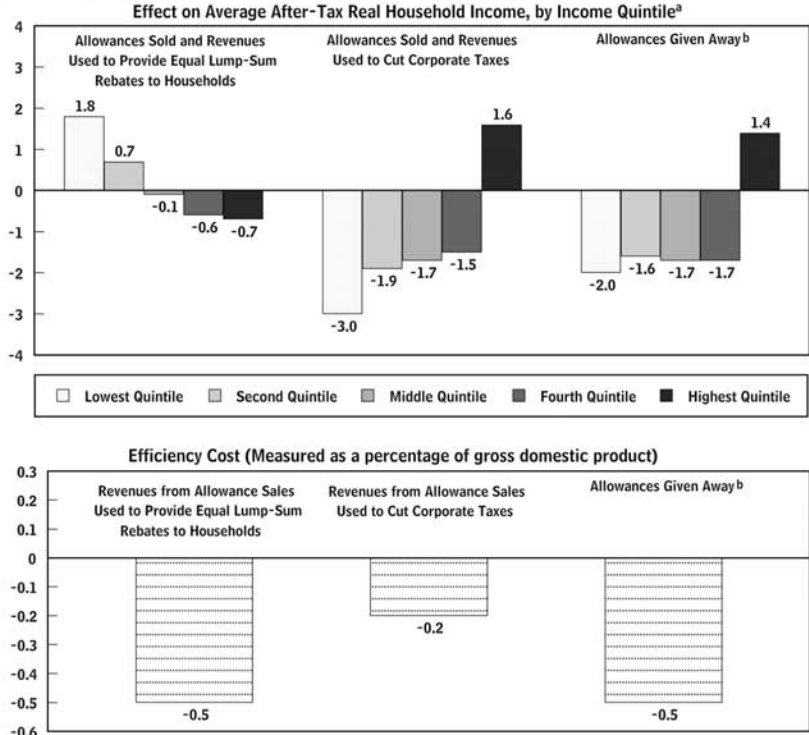 Effect on Average After-Tax Real Household Income, by Income Quintileᵃ
4
3
2
1
0
-1
-2
-3
-4
Allowances Sold and Revenues
Used to Provide Equal Lump-Sum
Rebates to Households
1.8
0.7
-0.1
-0.6
-0.7
Allowances Sold and Revenues
Used to Cut Corporate Taxes
-3.0
-1.9
-1.7
-1.5
1.6
Allowances Given Awayᵇ
-2.0
-1.6
-1.7
-1.7
1.4
Lowest Quintile Second Quintile Middle Quintile Fourth Quintile Highest Quintile
Efficiency Cost (Measured as a percentage of gross domestic product)
0.3
0.2
0.1
0
-0.1
-0.2
-0.3
-0.4
-0.5
-0.6
Revenues from Allowance Sales
Used to Provide Equal Lump-Sum
Rebates to Households
-0.5
Revenues from Allowance Sales
Used to Cut Corporate Taxes
-0.2
Allowances Given Awayᵇ
-0.5